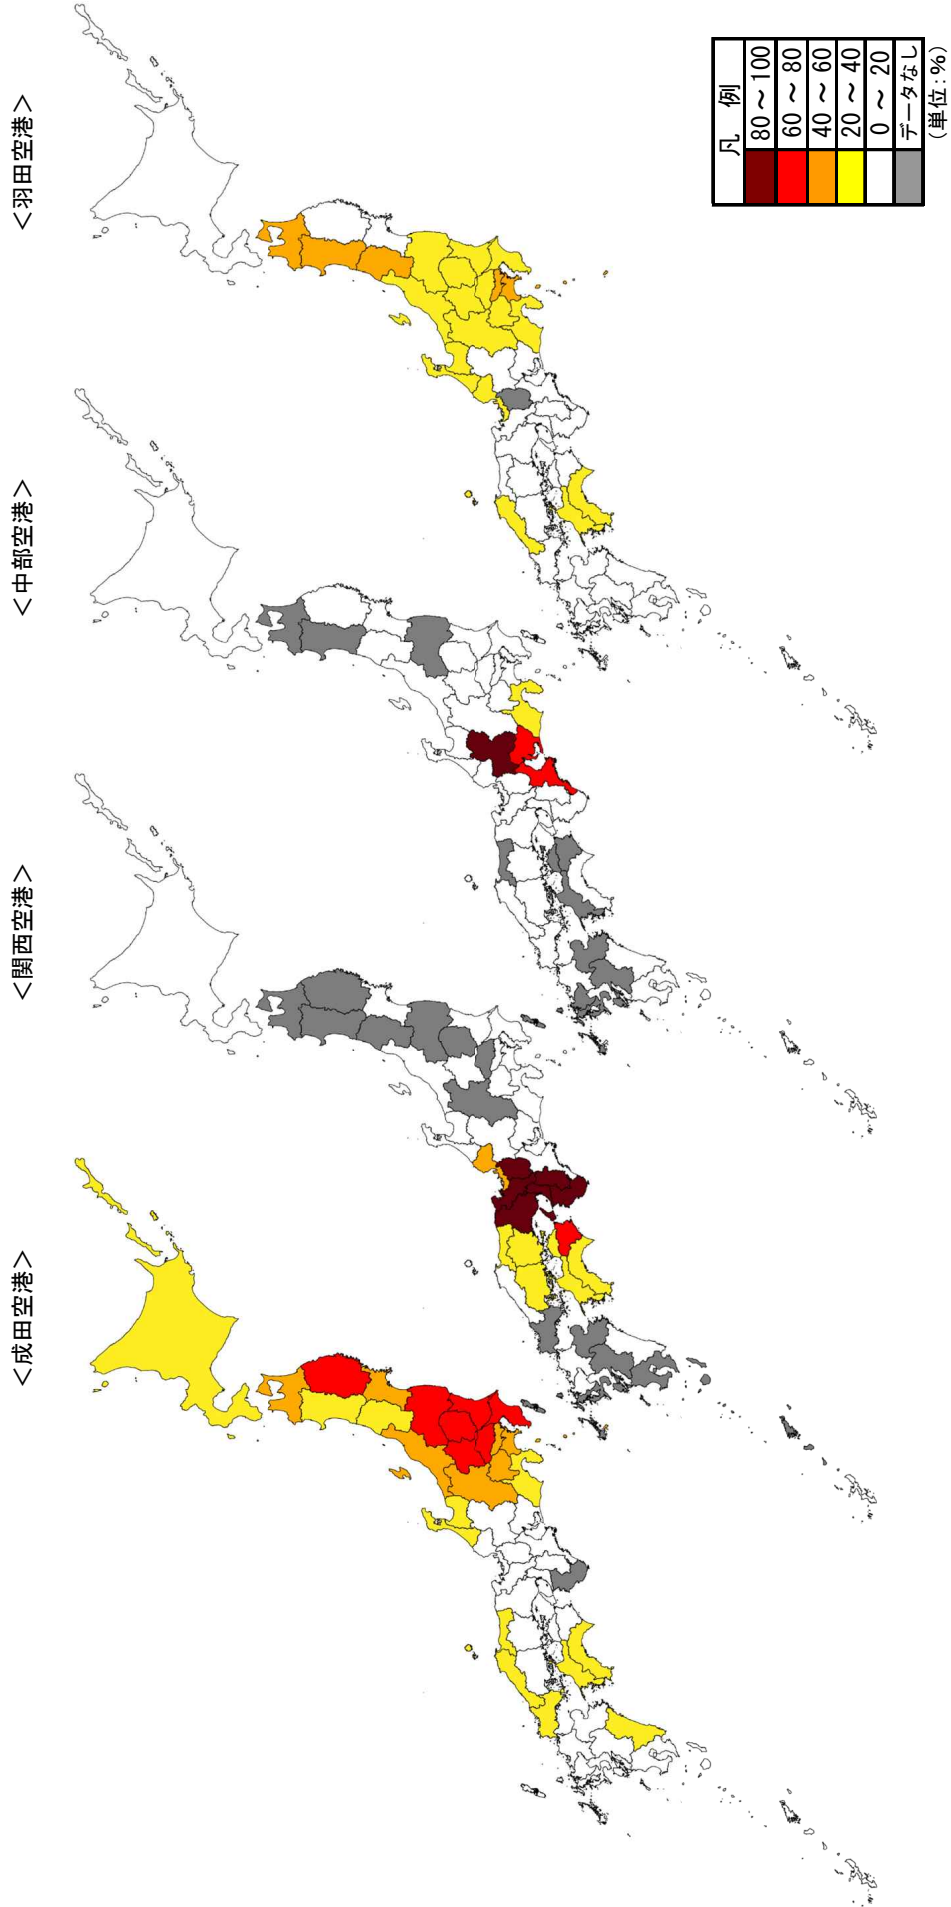 ＜成田空港＞
＜関西空港＞
＜中部空港＞
＜羽田空港＞
凡 例
80 ～ 100
60 ～ 80
40 ～ 60
20 ～ 40
0 ～ 20
データなし
(単位：%)